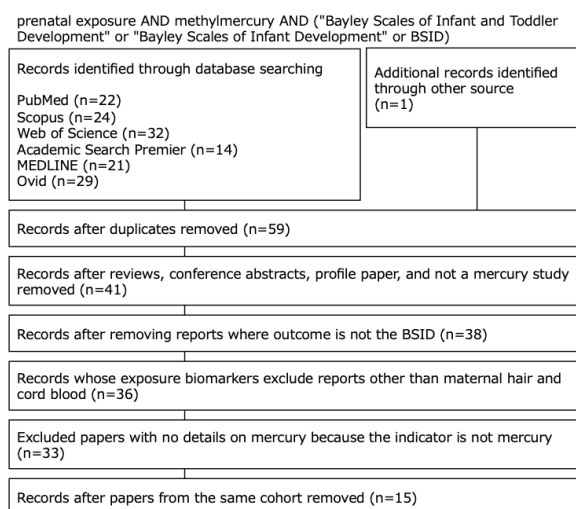 prenatal exposure AND methylmercury AND ("Bayley Scales of Infant and Toddler
Development" or "Bayley Scales of Infant Development" or BSID)
Records identified through database searching
PubMed (n=22)
Scopus (n=24)
Web of Science (n=32)
Academic Search Premier (n=14)
MEDLINE (n=21)
Ovid (n=29)
Additional records identified
through other source
(n=1)
Records after duplicates removed (n=59)
Records after reviews, conference abstracts, profile paper, and not a mercury study
removed (n=41)
Records after removing reports where outcome is not the BSID (n=38)
Records whose exposure biomarkers exclude reports other than maternal hair and
cord blood (n=36)
Excluded papers with no details on mercury because the indicator is not mercury
(n=33)
Records after papers from the same cohort removed (n=15)